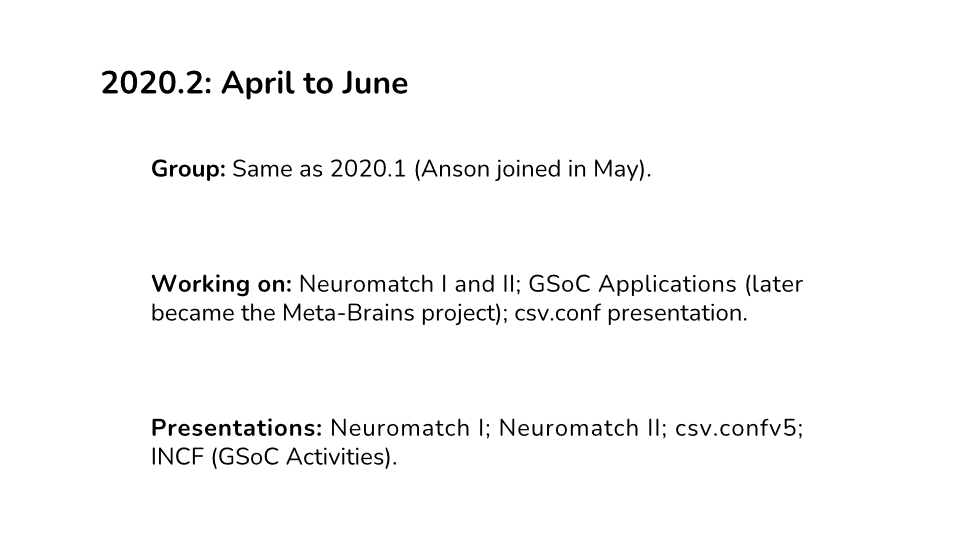 2020.2: April to June
Group: Same as 2020.1 (Anson joined in May).
Working on: Neuromatch I and II; GSoC Applications (later
became the Meta-Brains project); csv.conf presentation.
Presentations: Neuromatch I; Neuromatch II; csv.confv5;
INCF (GSoC Activities).